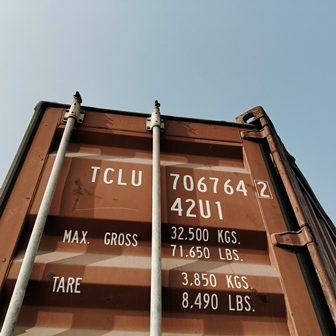 TCLU 706764 2
42U1
MAX. GROSS 32.500 KGS.
71.650 LBS.
TARE 3.850 KGS.
8.490 LBS.